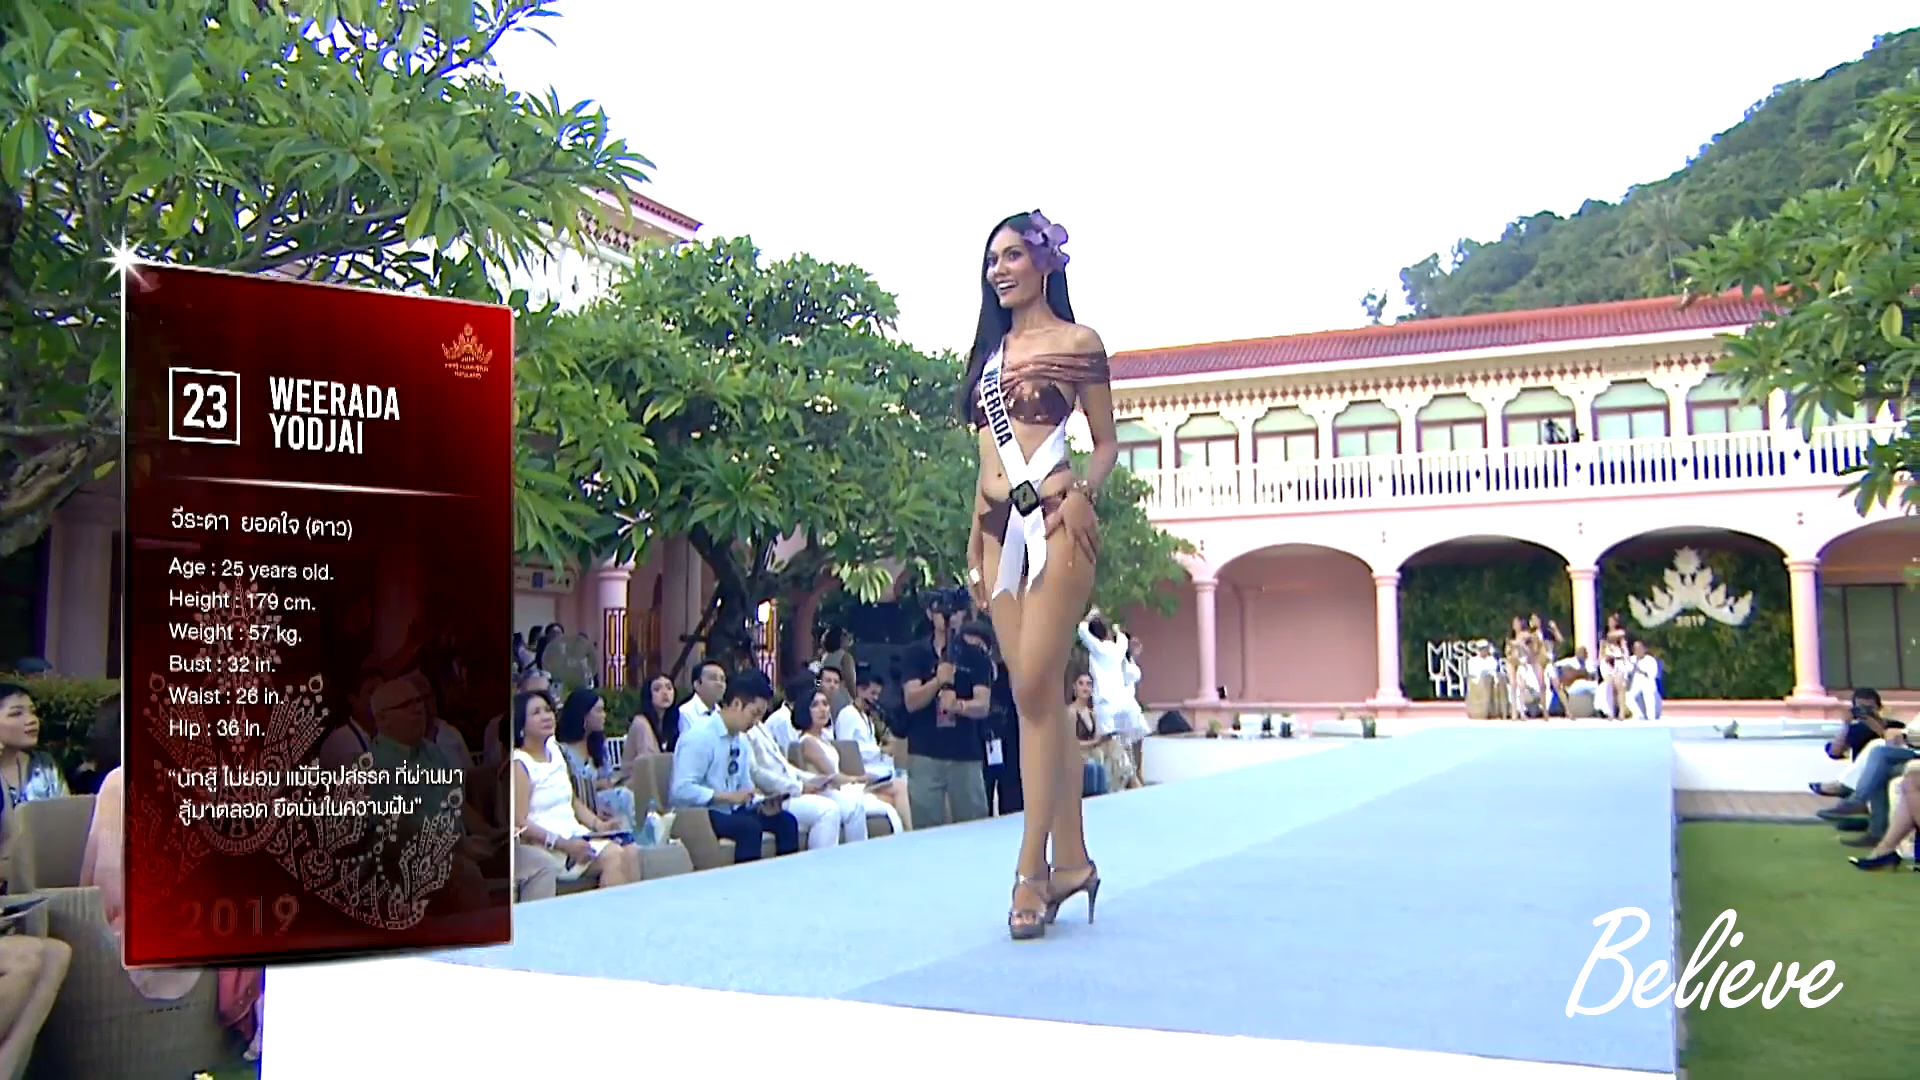 23
WEERADA
YODJAI
วีระดา ยอดใจ (ดาว)
Age : 25 years old.
Height : 179 cm.
Weight : 57 kg.
Bust : 32 in.
Waist : 26 in.
Hip : 36 in.
“นักสู้ ไม่ยอม แม้มีอุปสรรค ที่ผ่านมา
สู้มาตลอด ยึดมั่นในความฝัน”
2019
WEERADA
MISS
UNI
TH
2019
Believe